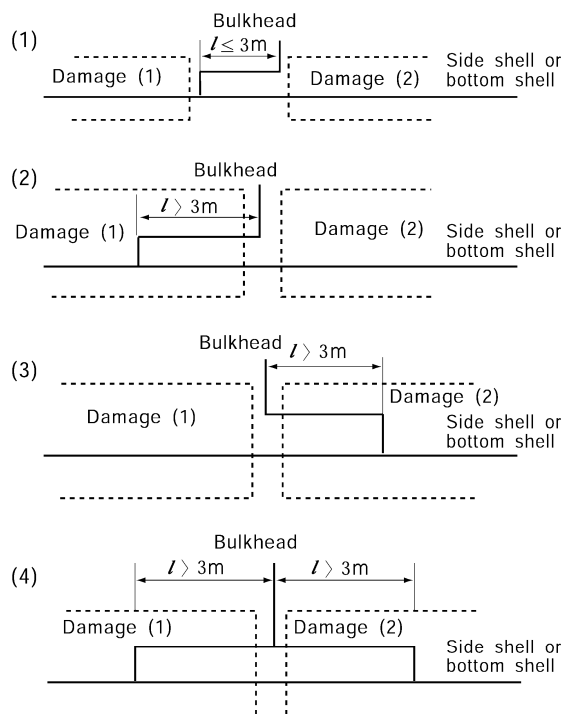 (1)
Bulkhead
l ≤ 3m
Damage (1)
Damage (2)
Side shell or
bottom shell
(2)
Bulkhead
l 〉 3m
Damage (1)
Damage (2)
Side shell or
bottom shell
(3)
Bulkhead
l 〉 3m
Damage (1)
Damage (2)
Side shell or
bottom shell
(4)
Bulkhead
l 〉 3m
l 〉 3m
Damage (1)
Damage (2)
Side shell or
bottom shell